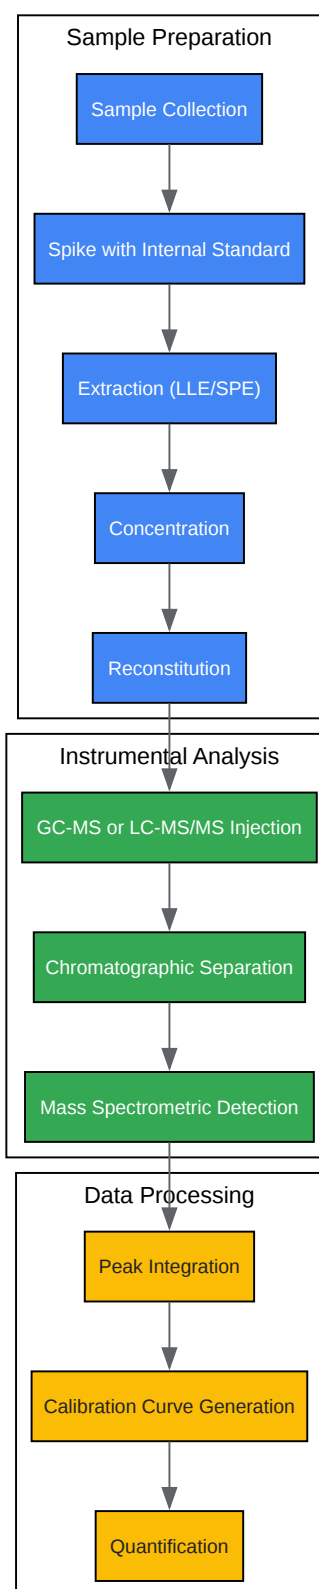 Sample Preparation
Sample Collection
Spike with Internal Standard
Extraction (LLE/SPE)
Concentration
Reconstitution
Instrumental Analysis
GC-MS or LC-MS/MS Injection
Chromatographic Separation
Mass Spectrometric Detection
Data Processing
Peak Integration
Calibration Curve Generation
Quantification